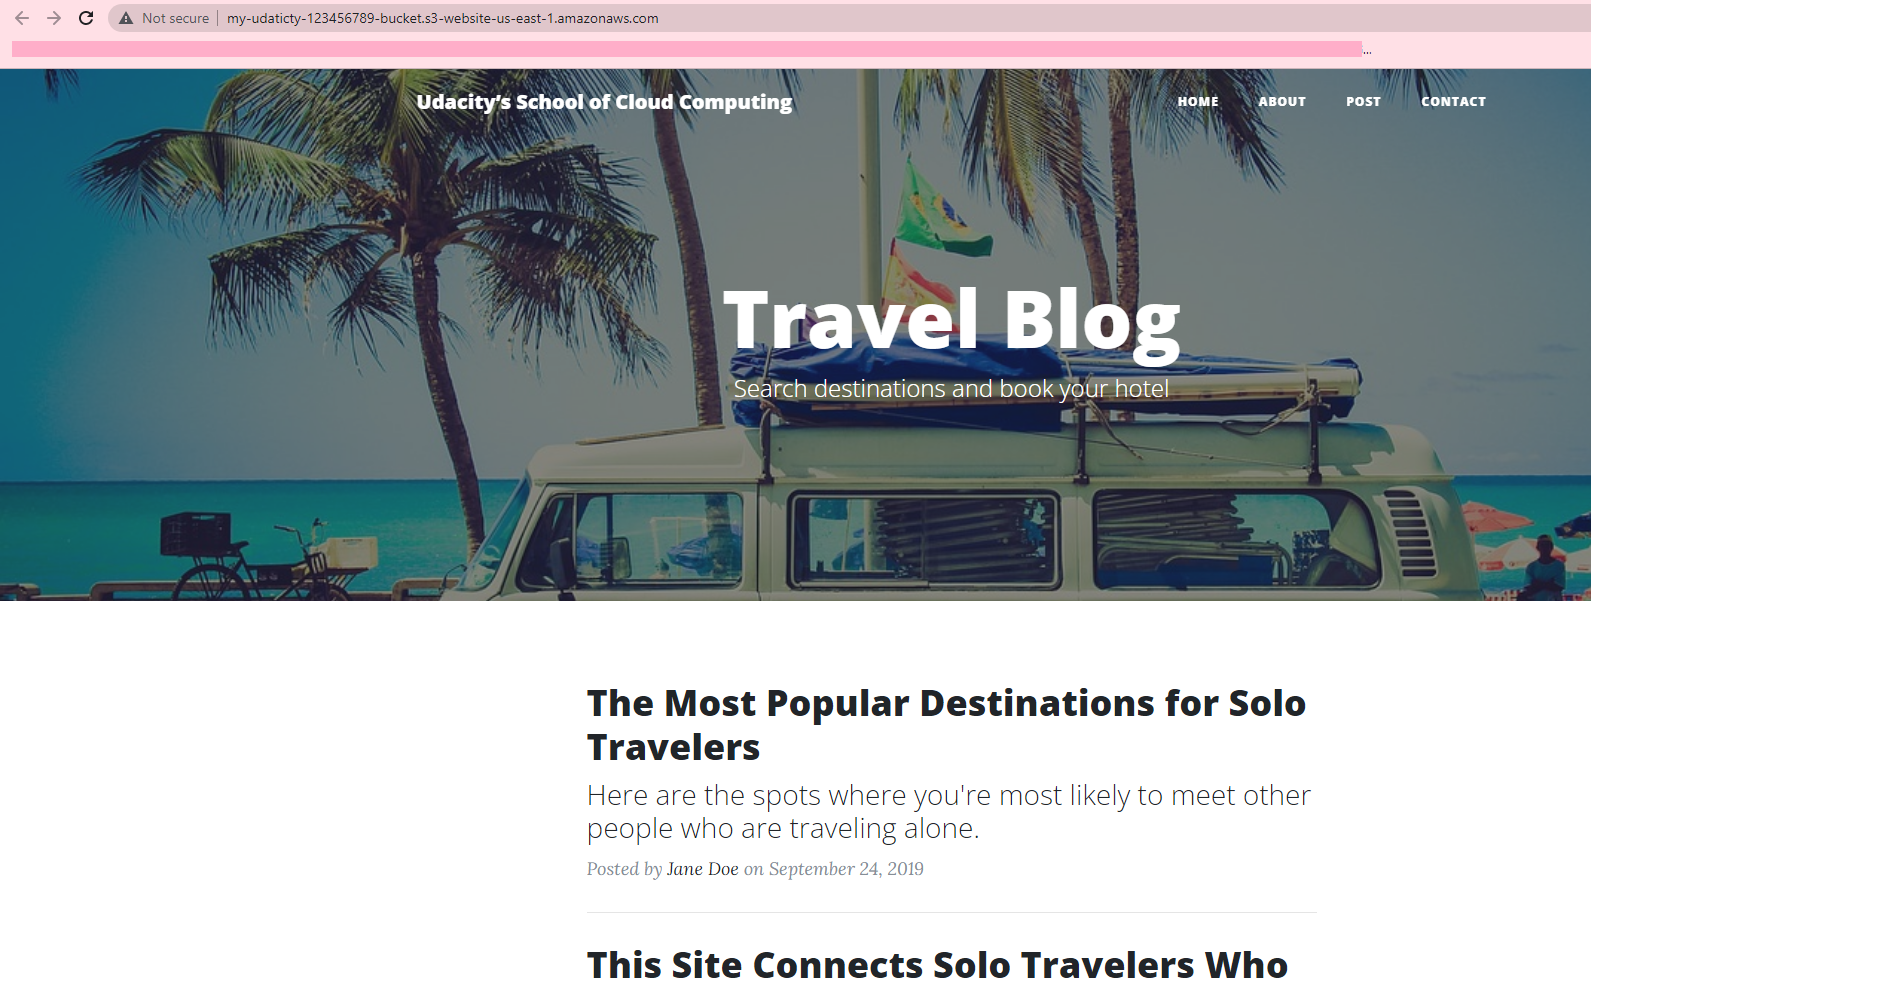 Not secure my-udaticty-123456789-bucket.s3-website-us-east-1.amazonaws.com
...
Udacity's School of Cloud Computing
HOME ABOUT POST CONTACT
Travel Blog
Search destinations and book your hotel
The Most Popular Destinations for Solo
Travelers
Here are the spots where you're most likely to meet other
people who are traveling alone.
Posted by Jane Doe on September 24, 2019
This Site Connects Solo Travelers Who